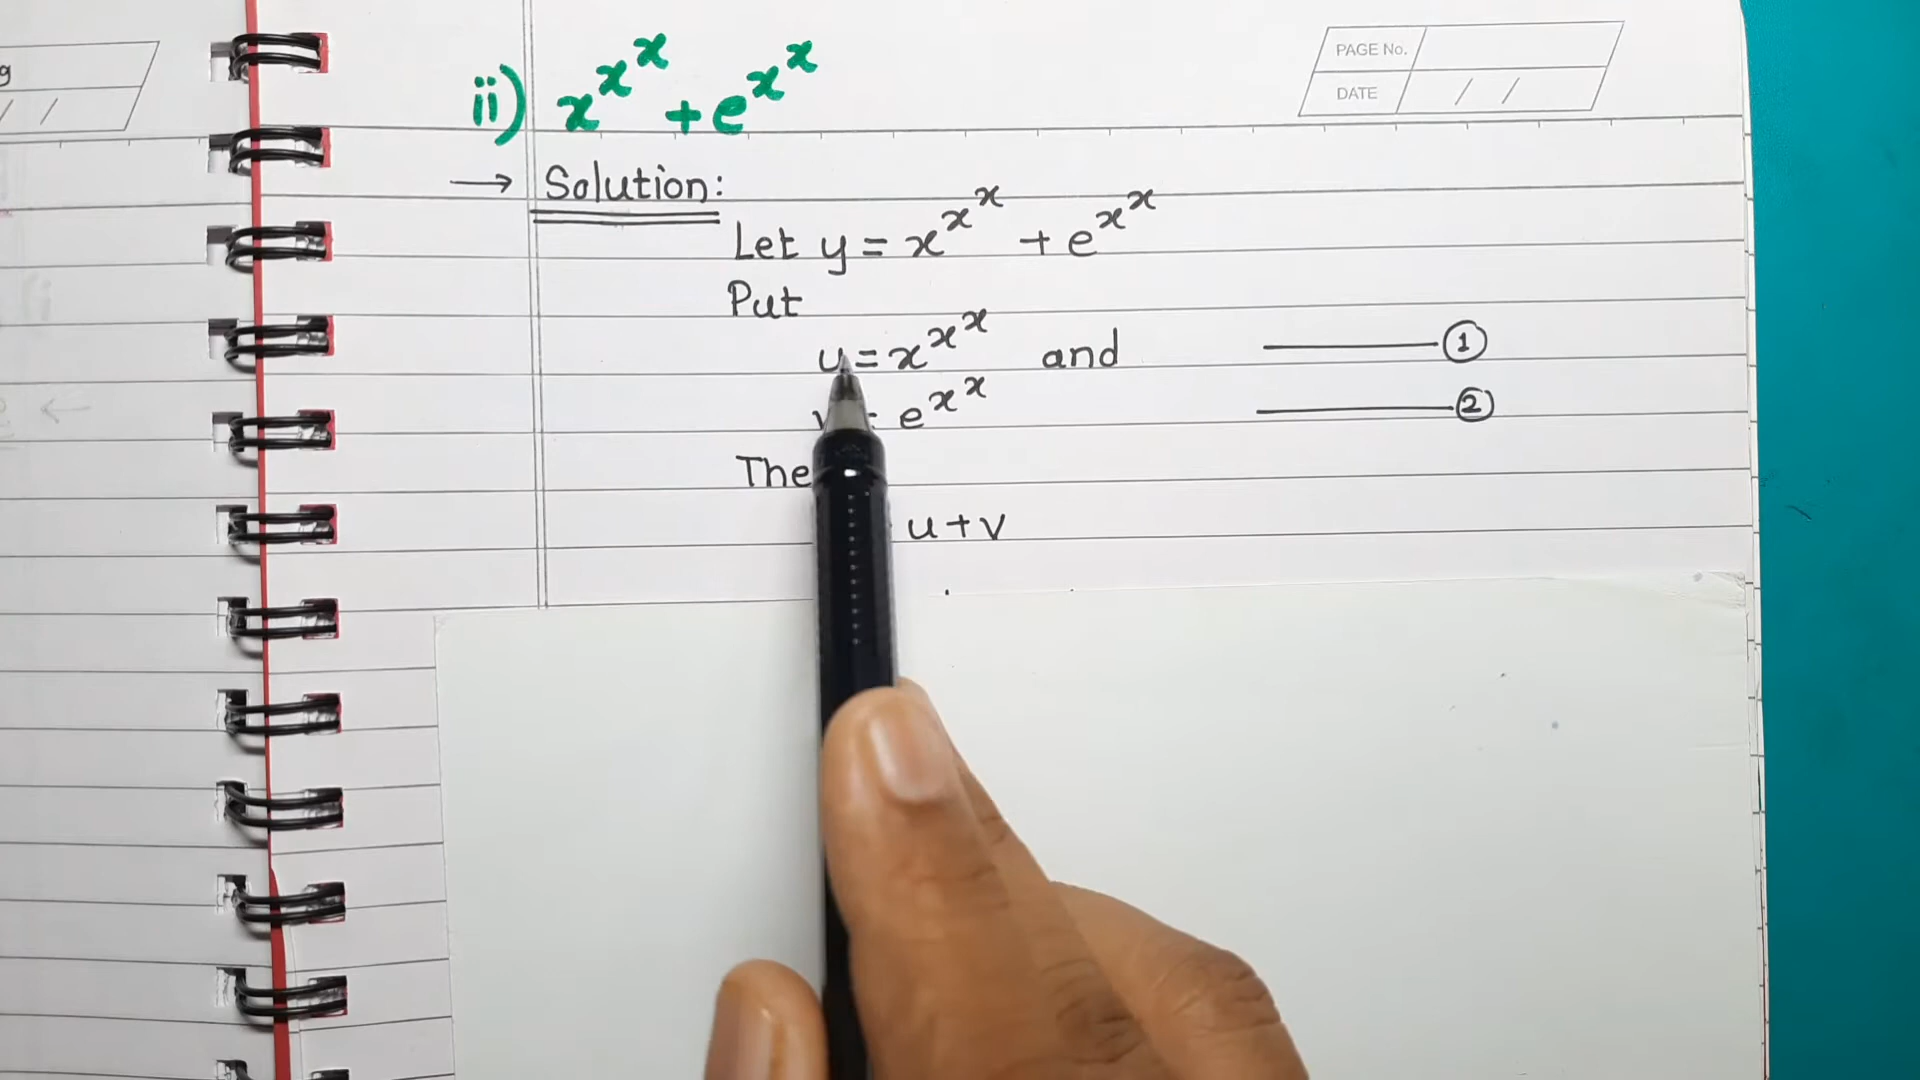 g
PAGE No.
DATE / /
ii) x^{x^x} + e^{x^x}
→ Solution:
Let y = x^{x^x} + e^{x^x}
Put
u = x^{x^x} and ——— ①
= e^{x^x} ——— ②
The
u + v